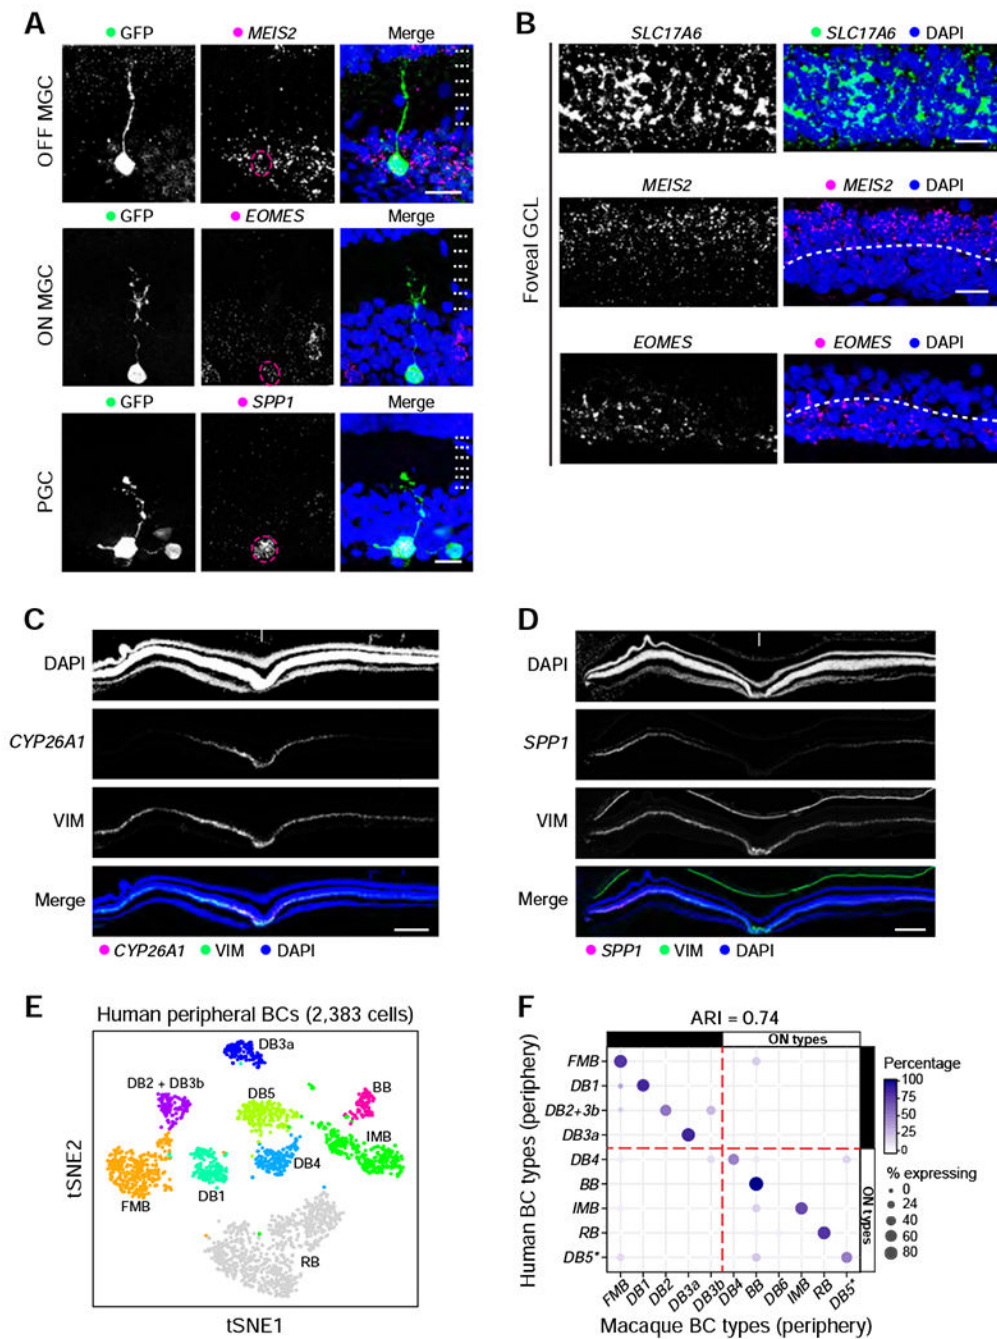 A
GFP
MEIS2
Merge
OFF MGC
GFP
EOMES
Merge
ON MGC
GFP
SPP1
Merge
PGC
B
SLC17A6
SLC17A6 DAPI
MEIS2
MEIS2 DAPI
EOMES
EOMES DAPI
Foveal GCL
C
DAPI
CYP26A1
VIM
Merge
CYP26A1 VIM DAPI
D
DAPI
SPP1
VIM
Merge
SPP1 VIM DAPI
E
Human peripheral BCs (2,383 cells)
DB3a
DB2 + DB3b
DB5
BB
IMB
DB4
DB1
FMB
RB
tSNE2
tSNE1
F
ARI = 0.74
ON types
FMB
DB1
DB2+3b
DB3a
DB4
BB
IMB
RB
DB5*
Human BC types (periphery)
ON types
FMB DB1 DB2 DB3a DB3b DB4 BB DB6 IMB RB DB5*
Macaque BC types (periphery)
Percentage
100
75
50
25
0
% expressing
0
24
40
60
80